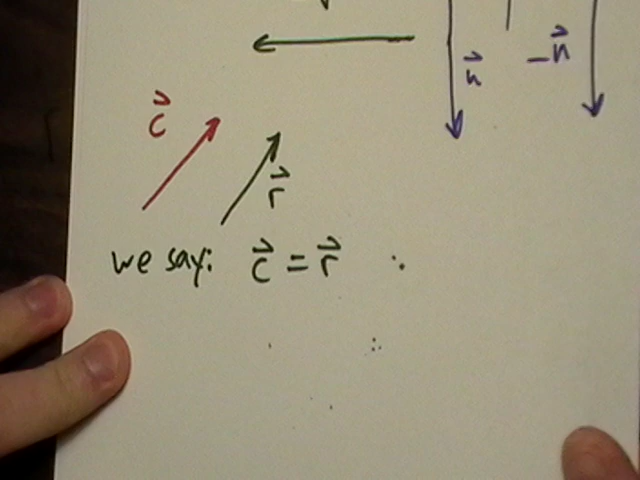 n⃗
-n⃗
c⃗
r⃗
we say: c⃗ = r⃗